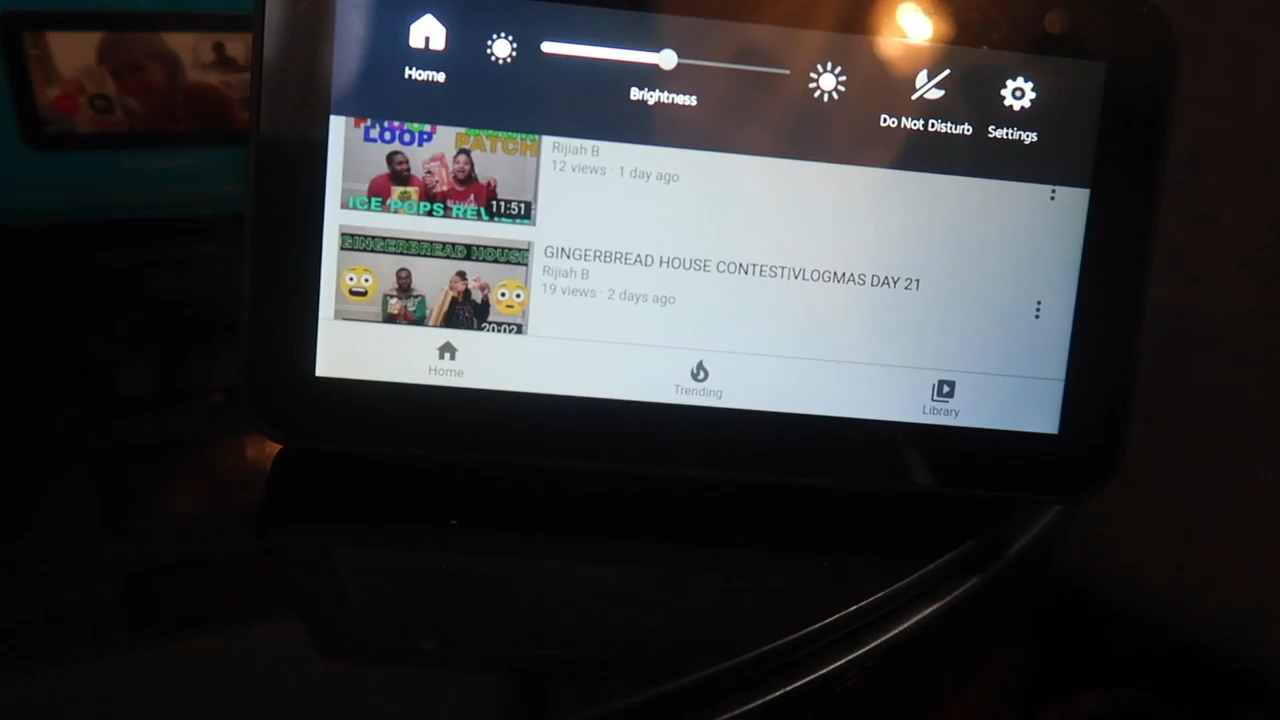 Home
Brightness
Do Not Disturb
Settings
LOOP
PATCH
ICE POPS REVIEW
11:51
Rijiah B
12 views · 1 day ago
GINGERBREAD HOUSE
20:02
GINGERBREAD HOUSE CONTEST|VLOGMAS DAY 21
Rijiah B
19 views · 2 days ago
Home
Trending
Library